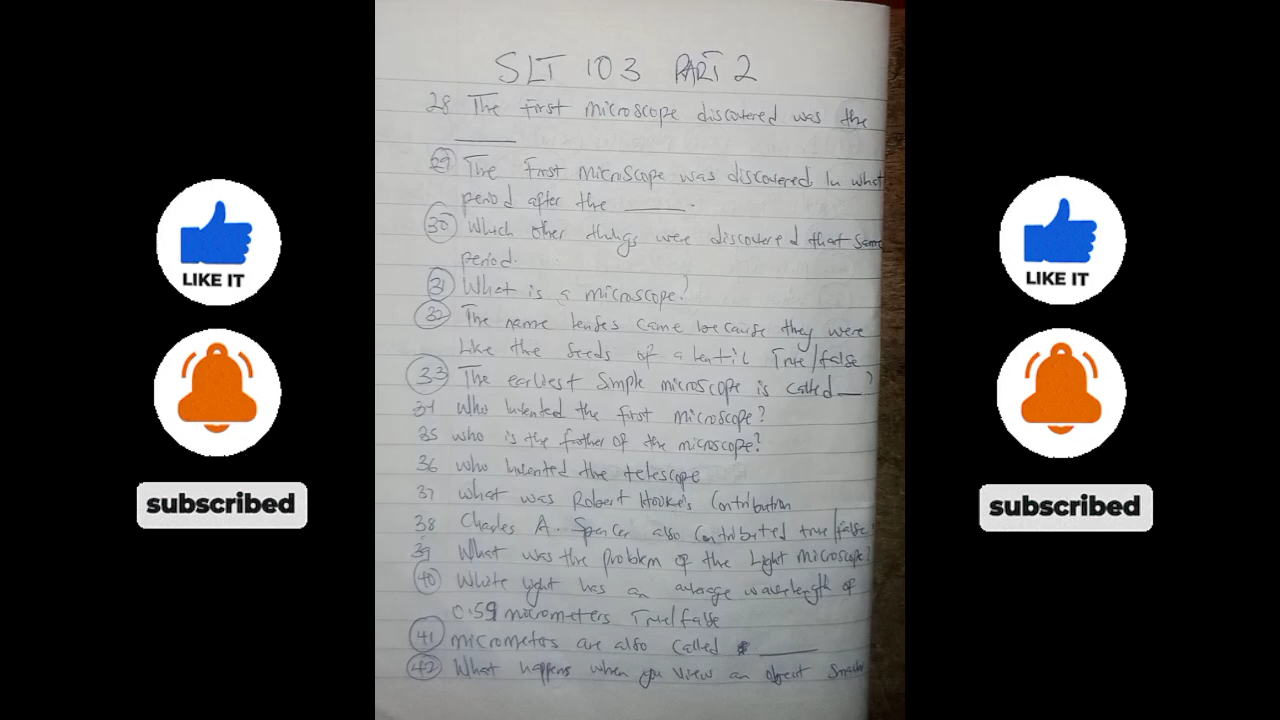 SLT 103 PART 2
28 The first microscope discovered was the
29 The first microscope was discovered in what
period after the ______.
30 Which other things were discovered that same
period.
31 What is a microscope?
32 The name lenses came because they were
like the seeds of a lentil True/false
33 The earliest simple microscope is called __?
34 Who invented the first microscope?
35 who is the father of the microscope?
36 who invented the telescope
37 what was Robert Hooke's Contribution
38 Charles A. Spencer also contributed true/false?
39 What was the problem of the Light microscope?
40 White light has an average wavelength of
0.59 micrometers True/false
41 micrometers are also called ______
42 What happens when you view an object smaller
LIKE IT
subscribed
LIKE IT
subscribed